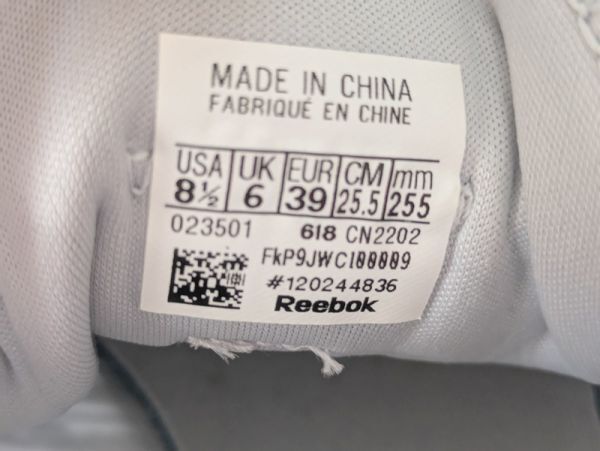 MADE IN CHINA
FABRIQUÉ EN CHINE
USA UK EUR CM mm
8½ 6 39 25.5 255
023501 618 CN2202
FkP9JWCI00009
#120244836
Reebok